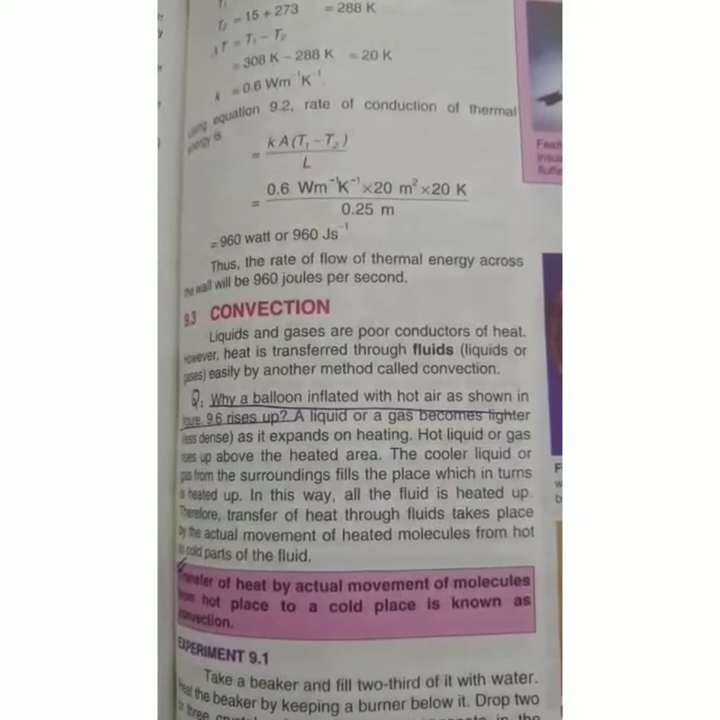 T₁
T₂ = 15 + 273 = 288 K
ΔT = T₁ − T₂
= 308 K − 288 K = 20 K
k = 0.6 Wm⁻¹K⁻¹
using equation 9.2, rate of conduction of thermal
energy is
= kA(T₁ − T₂)
L
= 0.6 Wm⁻¹K⁻¹×20 m²×20 K
0.25 m
= 960 watt or 960 Js⁻¹
Thus, the rate of flow of thermal energy across
the wall will be 960 joules per second.
9.3 CONVECTION
Liquids and gases are poor conductors of heat.
However, heat is transferred through fluids (liquids or
gases) easily by another method called convection.
Q: Why a balloon inflated with hot air as shown in
figure 9.6 rises up? A liquid or a gas becomes lighter
(less dense) as it expands on heating. Hot liquid or gas
rises up above the heated area. The cooler liquid or
gas from the surroundings fills the place which in turns
is heated up. In this way, all the fluid is heated up.
Therefore, transfer of heat through fluids takes place
by the actual movement of heated molecules from hot
to cold parts of the fluid.
Transfer of heat by actual movement of molecules
from hot place to a cold place is known as
convection.
EXPERIMENT 9.1
Take a beaker and fill two-third of it with water.
Heat the beaker by keeping a burner below it. Drop two
or three
in the
Feath
insul
fluffe
F
w
b